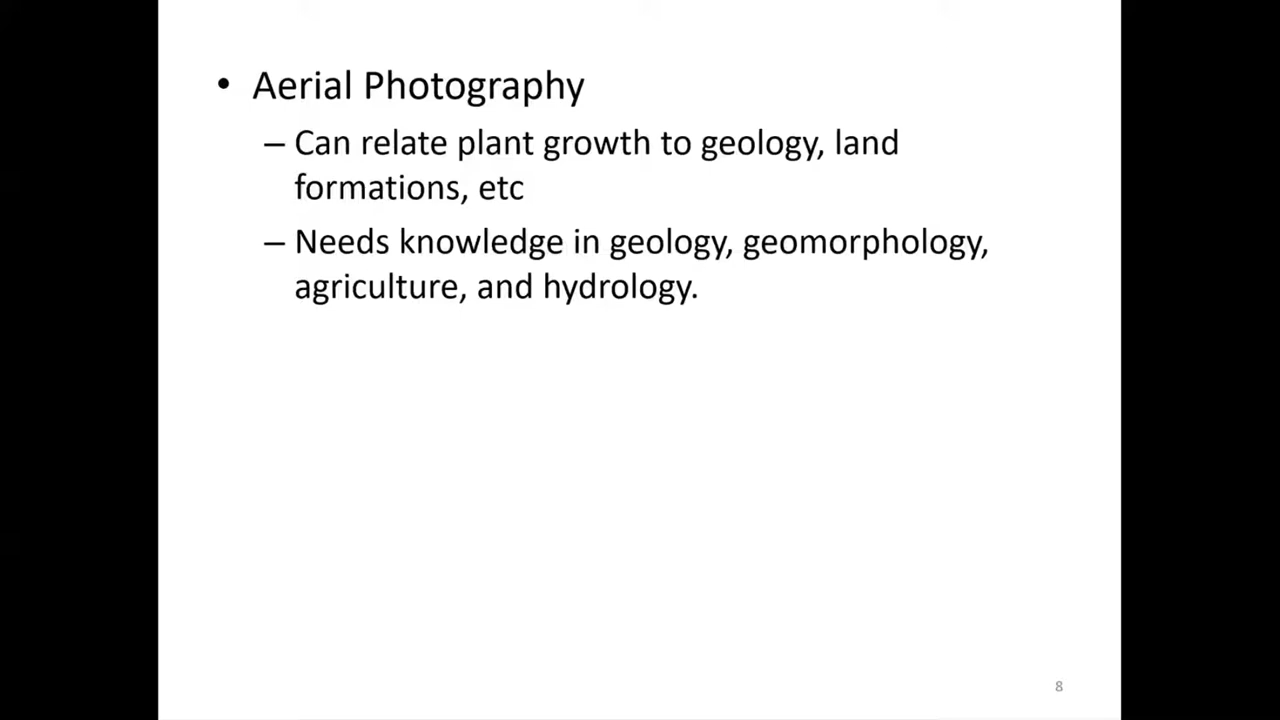 • Aerial Photography
– Can relate plant growth to geology, land
formations, etc
– Needs knowledge in geology, geomorphology,
agriculture, and hydrology.
8